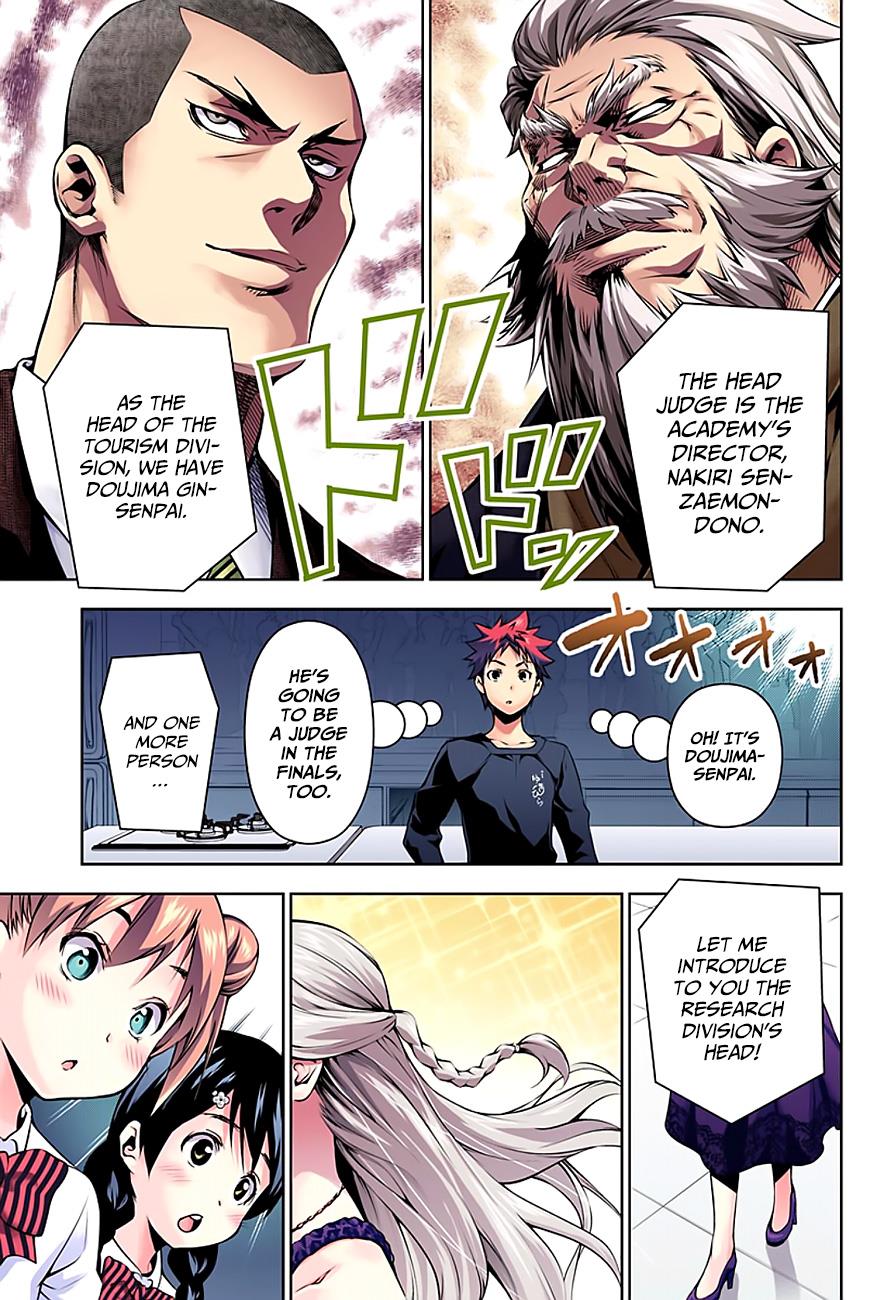 THE HEAD
JUDGE IS THE
ACADEMY'S
DIRECTOR,
NAKIRI SEN-
ZAEMON-
DONO.
AS THE
HEAD OF THE
TOURISM DIVI-
SION, WE HAVE
DOUJIMA GIN-
SENPAI.
ドドッ
ドドッ
オオオオ
OH! IT'S
DOUJIMA-
SENPAI.
HE'S
GOING
TO BE
A JUDGE
IN THE
FINALS,
TOO.
AND ONE
MORE
PERSON
...
LET ME
INTRODUCE
TO YOU THE
RESEARCH
DIVISION'S
HEAD!